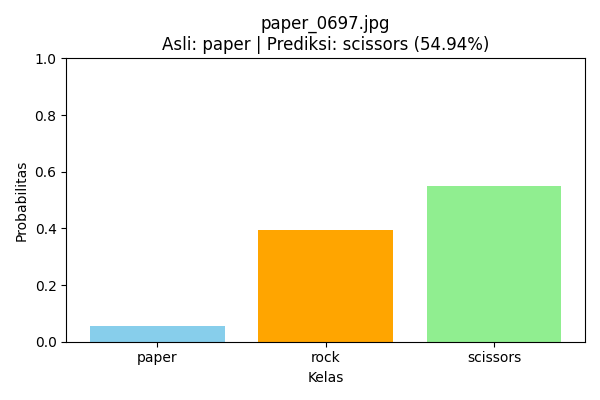 paper_0697.jpg
Asli: paper | Prediksi: scissors (54.94%)
1.0
0.8
0.6
0.4
0.2
0.0
Probabilitas
paper rock scissors
Kelas